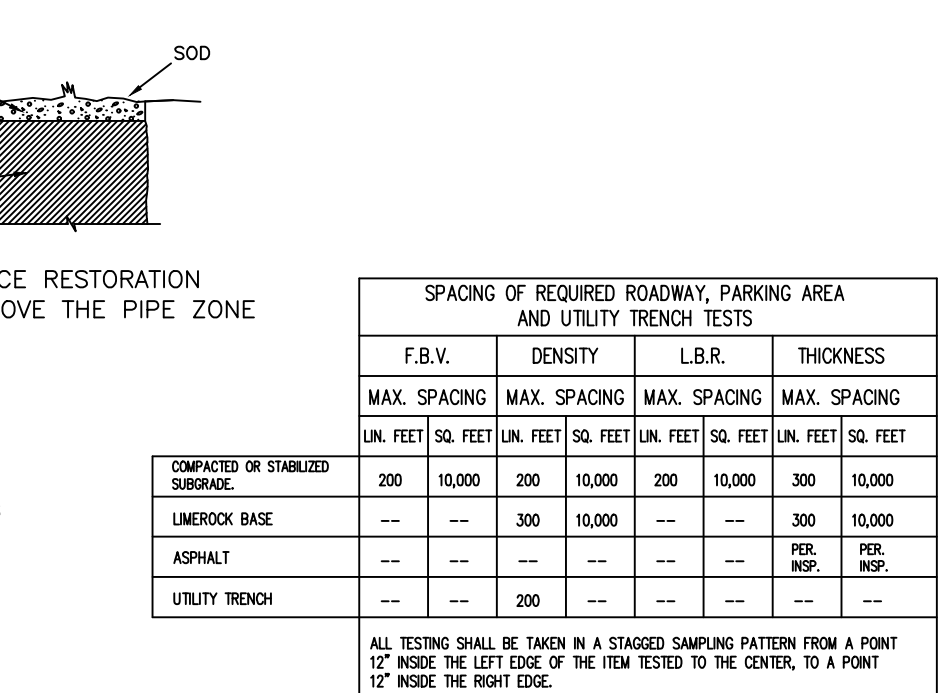 SOD
CE RESTORATION
OVE THE PIPE ZONE
SPACING OF REQUIRED ROADWAY, PARKING AREA
AND UTILITY TRENCH TESTS
F.B.V. DENSITY L.B.R. THICKNESS
MAX. SPACING MAX. SPACING MAX. SPACING MAX. SPACING
LIN. FEET SQ. FEET LIN. FEET SQ. FEET LIN. FEET SQ. FEET LIN. FEET SQ. FEET
COMPACTED OR STABILIZED
SUBGRADE. 200 10,000 200 10,000 200 10,000 300 10,000
LIMEROCK BASE -- -- 300 10,000 -- -- 300 10,000
ASPHALT -- -- -- -- -- -- PER. INSP. PER. INSP.
UTILITY TRENCH -- -- 200 -- -- -- -- --
ALL TESTING SHALL BE TAKEN IN A STAGGED SAMPLING PATTERN FROM A POINT
12" INSIDE THE LEFT EDGE OF THE ITEM TESTED TO THE CENTER, TO A POINT
12" INSIDE THE RIGHT EDGE.